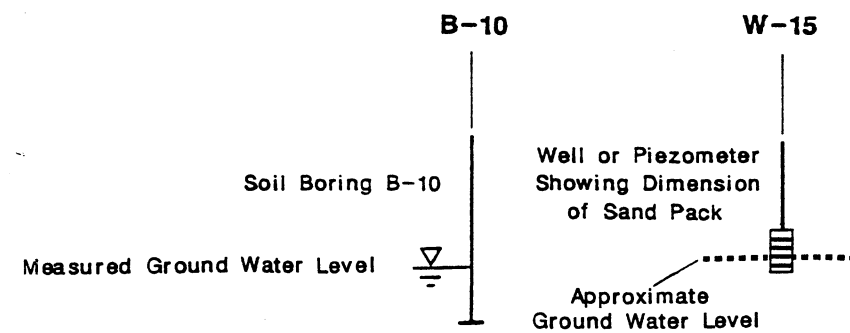 B-10
W-15
Soil Boring B-10
Well or Piezometer
Showing Dimension
of Sand Pack
Measured Ground Water Level
Approximate
Ground Water Level